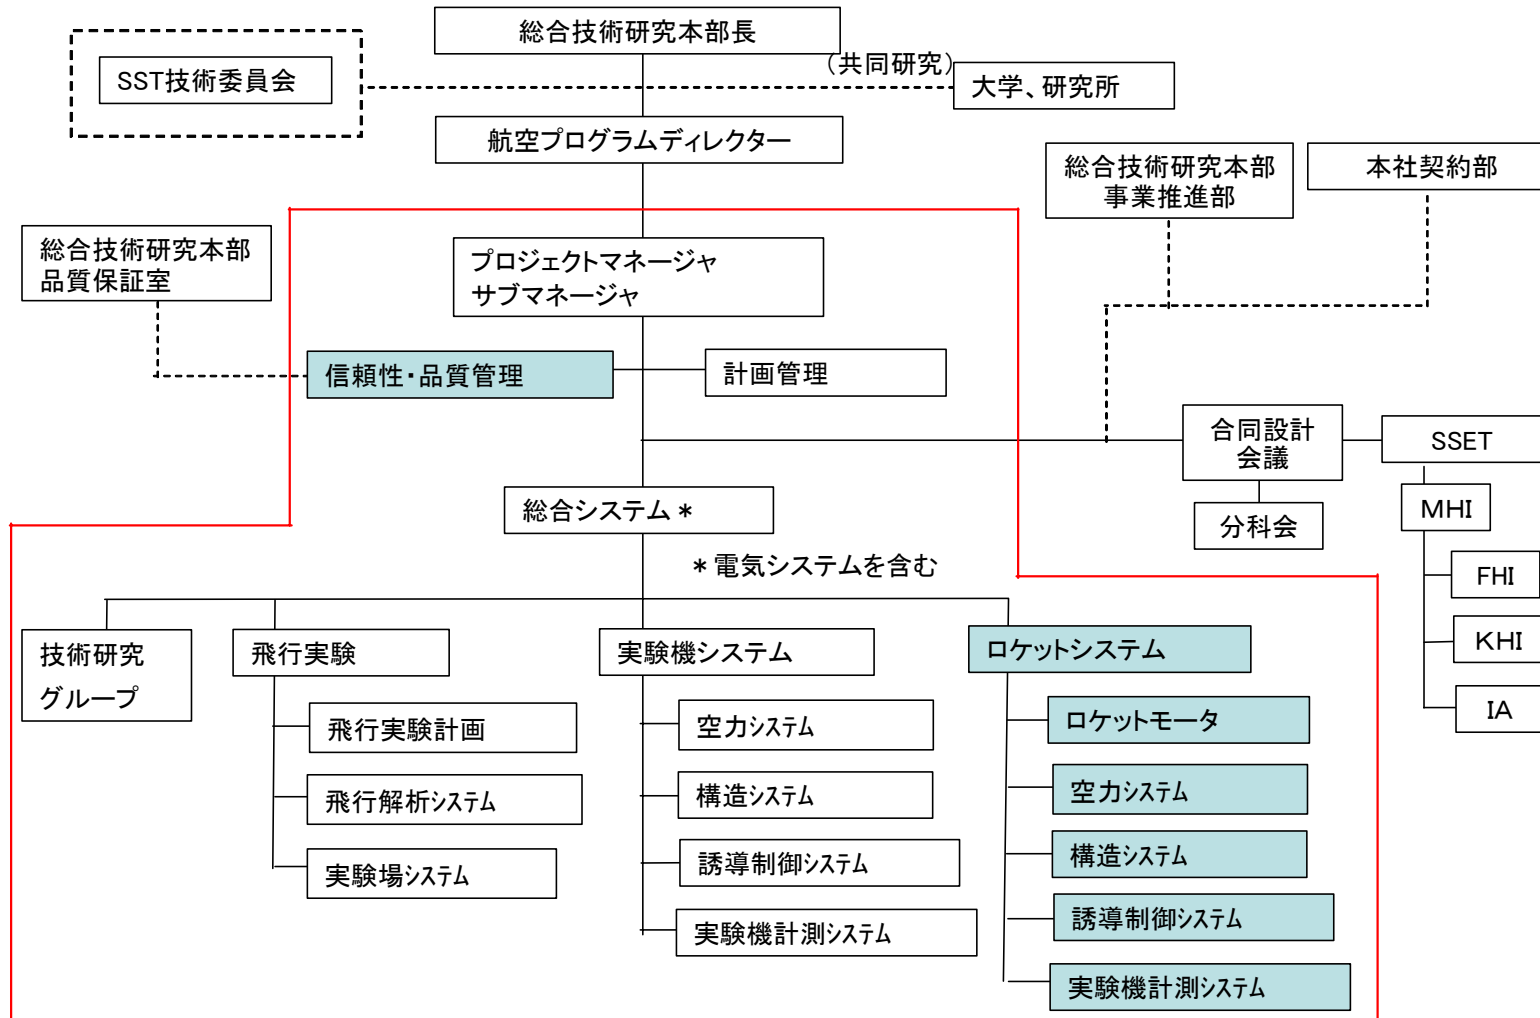 総合技術研究本部長
(共同研究)
SST技術委員会
大学、研究所
航空プログラムディレクター
総合技術研究本部
事業推進部
本社契約部
総合技術研究本部
品質保証室
プロジェクトマネージャ
サブマネージャ
信頼性・品質管理
計画管理
合同設計
会議
SSET
総合システム*
MHI
分科会
*電気システムを含む
FHI
技術研究
グループ
飛行実験
実験機システム
ロケットシステム
KHI
飛行実験計画
空力システム
ロケットモータ
IA
飛行解析システム
構造システム
空力システム
実験場システム
誘導制御システム
構造システム
実験機計測システム
誘導制御システム
実験機計測システム